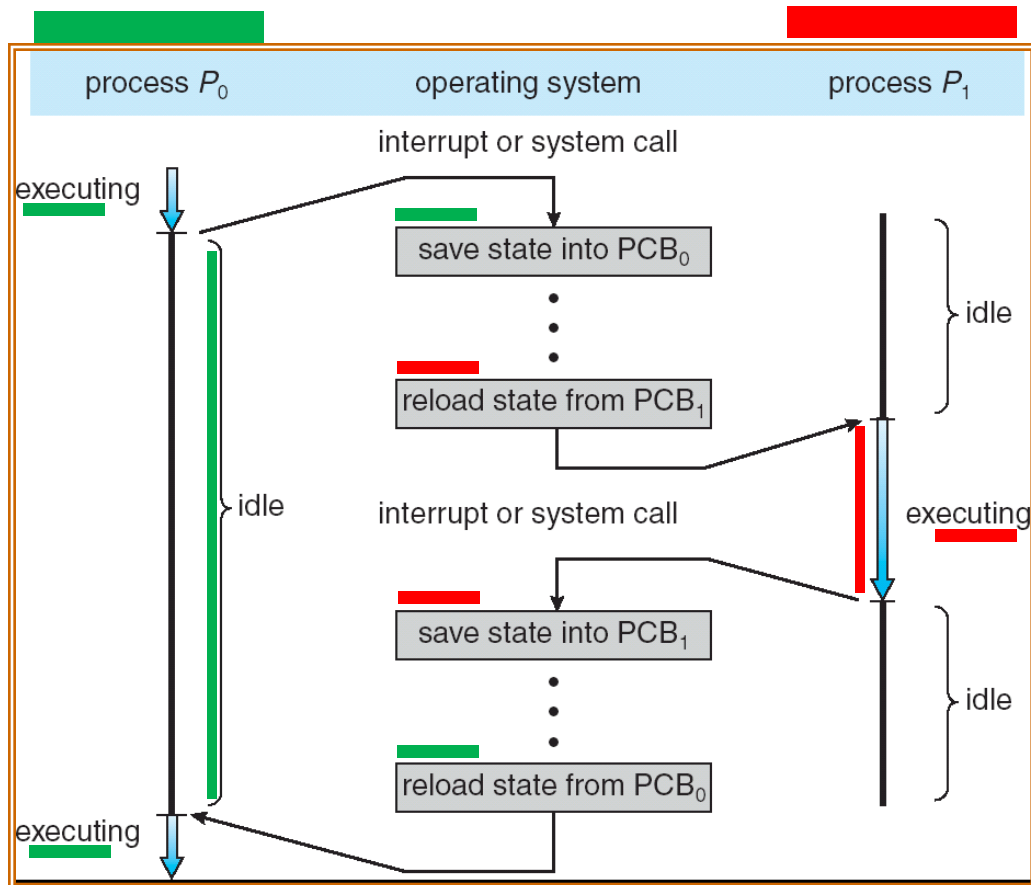 process P₀ operating system process P₁
interrupt or system call
executing
save state into PCB₀
idle
reload state from PCB₁
idle
interrupt or system call
executing
save state into PCB₁
idle
reload state from PCB₀
executing